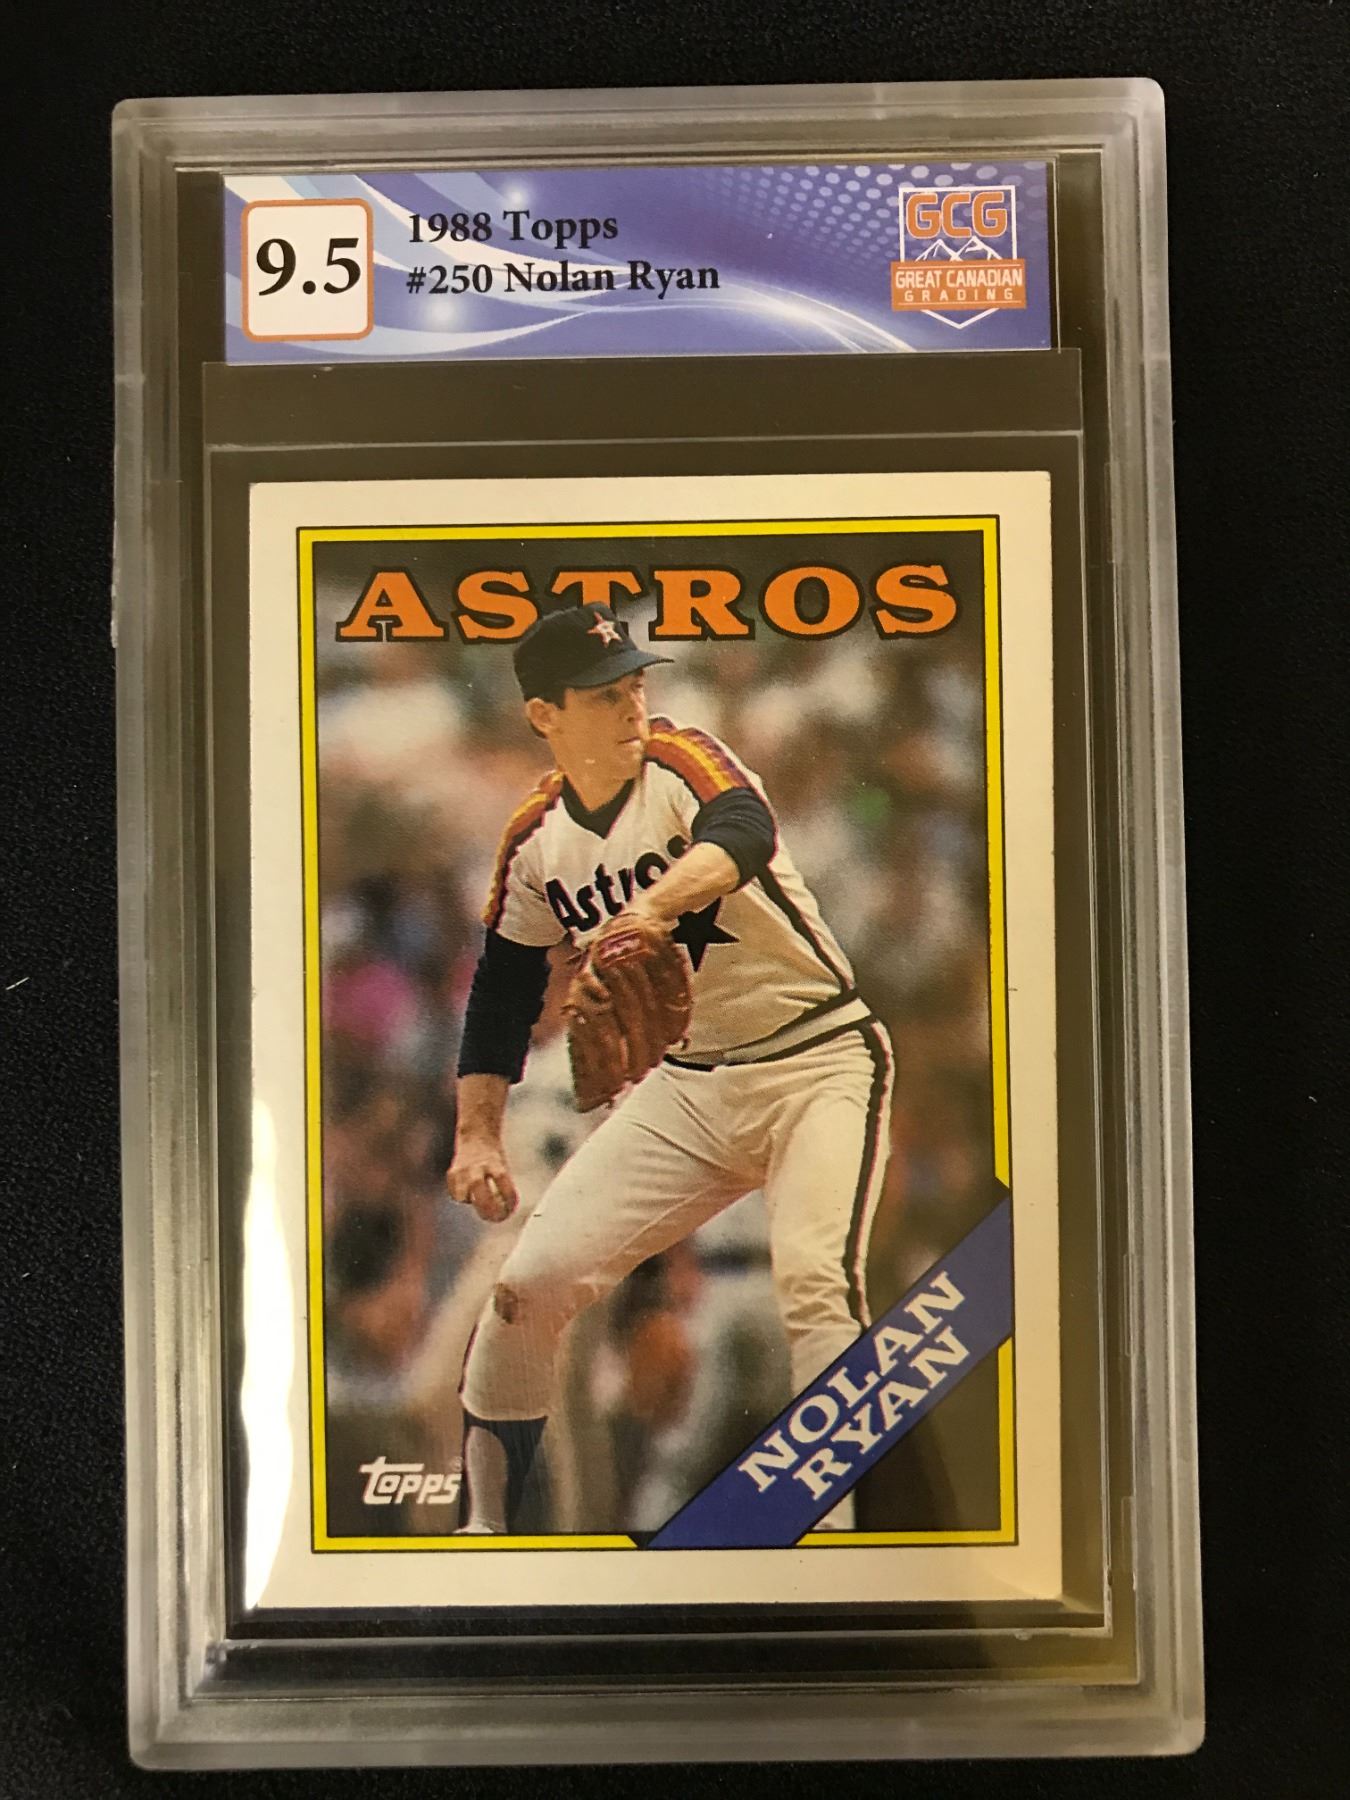 9.5
1988 Topps
#250 Nolan Ryan
GCG
GREAT CANADIAN
GRADING
ASTROS
Astros
topps
NOLAN
RYAN